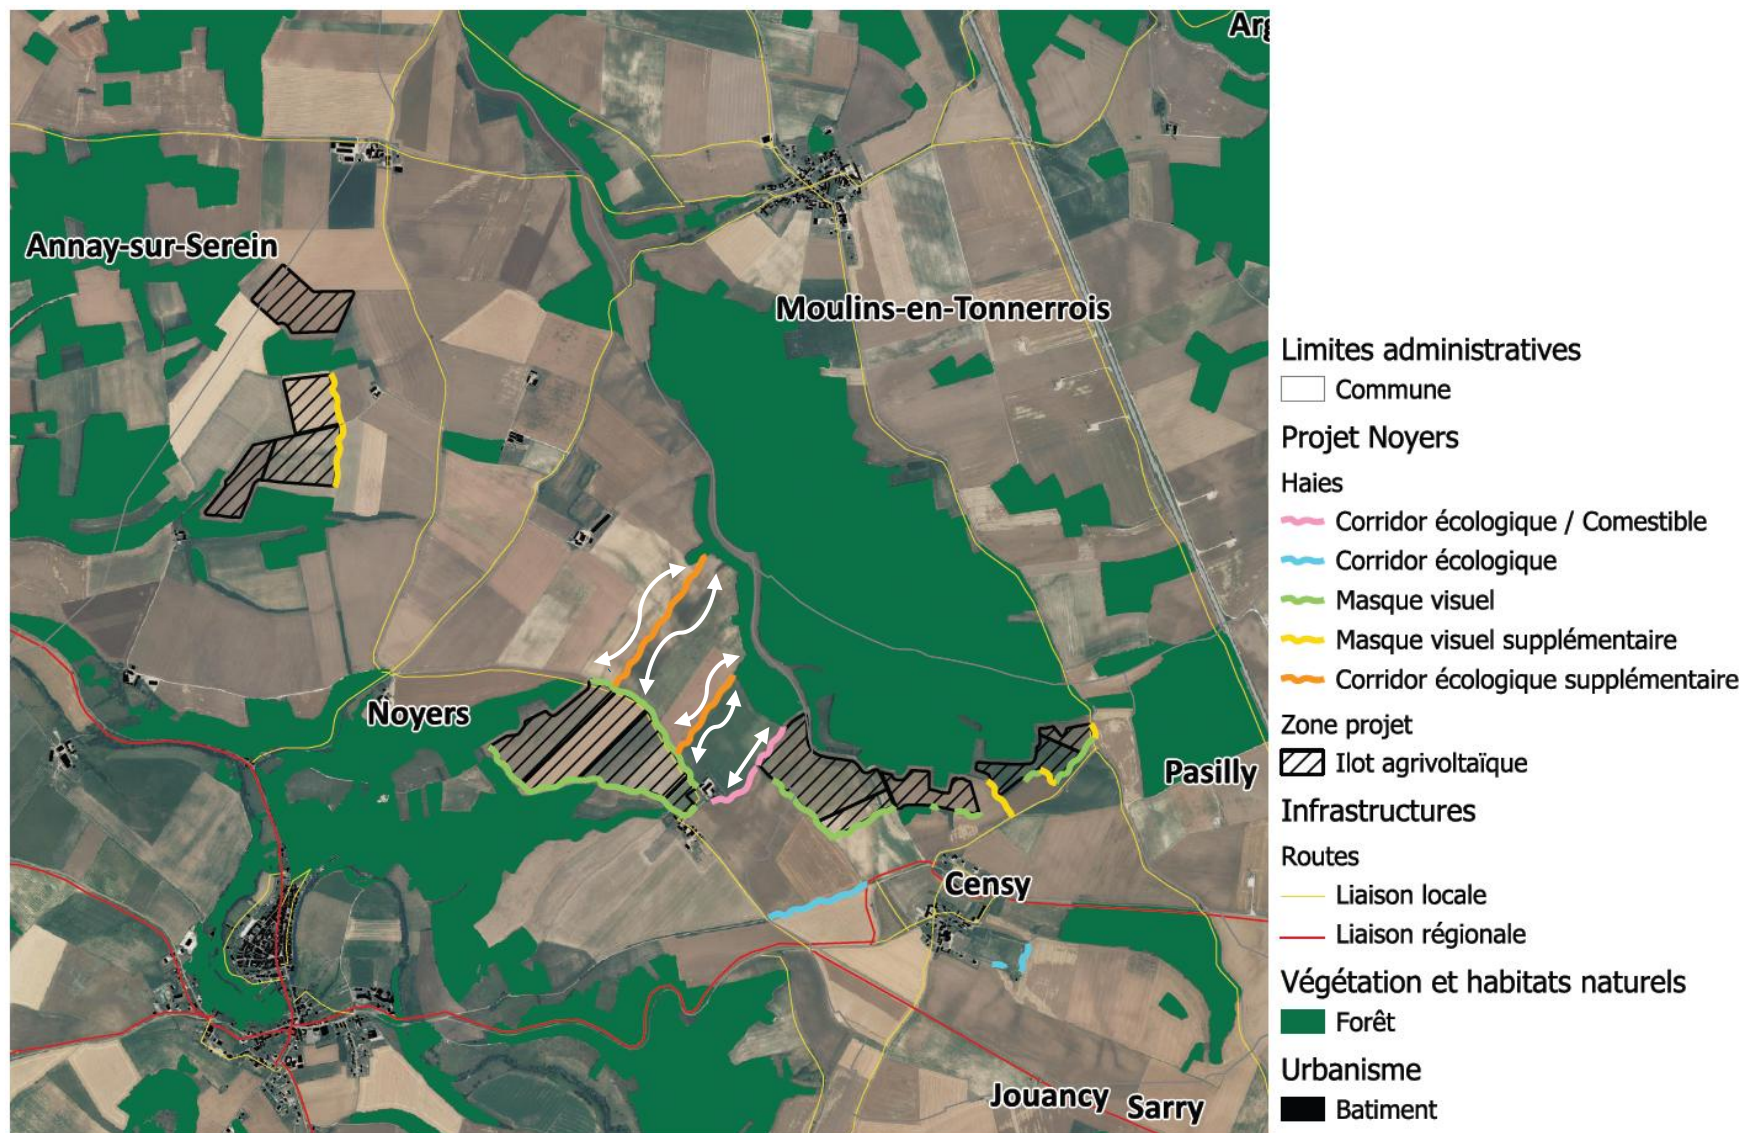 Arg
Annay-sur-Serein
Moulins-en-Tonnerrois
Noyers
Pasilly
Censy
Jouancy
Sarry
Limites administratives
Commune
Projet Noyers
Haies
Corridor écologique / Comestible
Corridor écologique
Masque visuel
Masque visuel supplémentaire
Corridor écologique supplémentaire
Zone projet
Ilot agrivoltaïque
Infrastructures
Routes
Liaison locale
Liaison régionale
Végétation et habitats naturels
Forêt
Urbanisme
Batiment